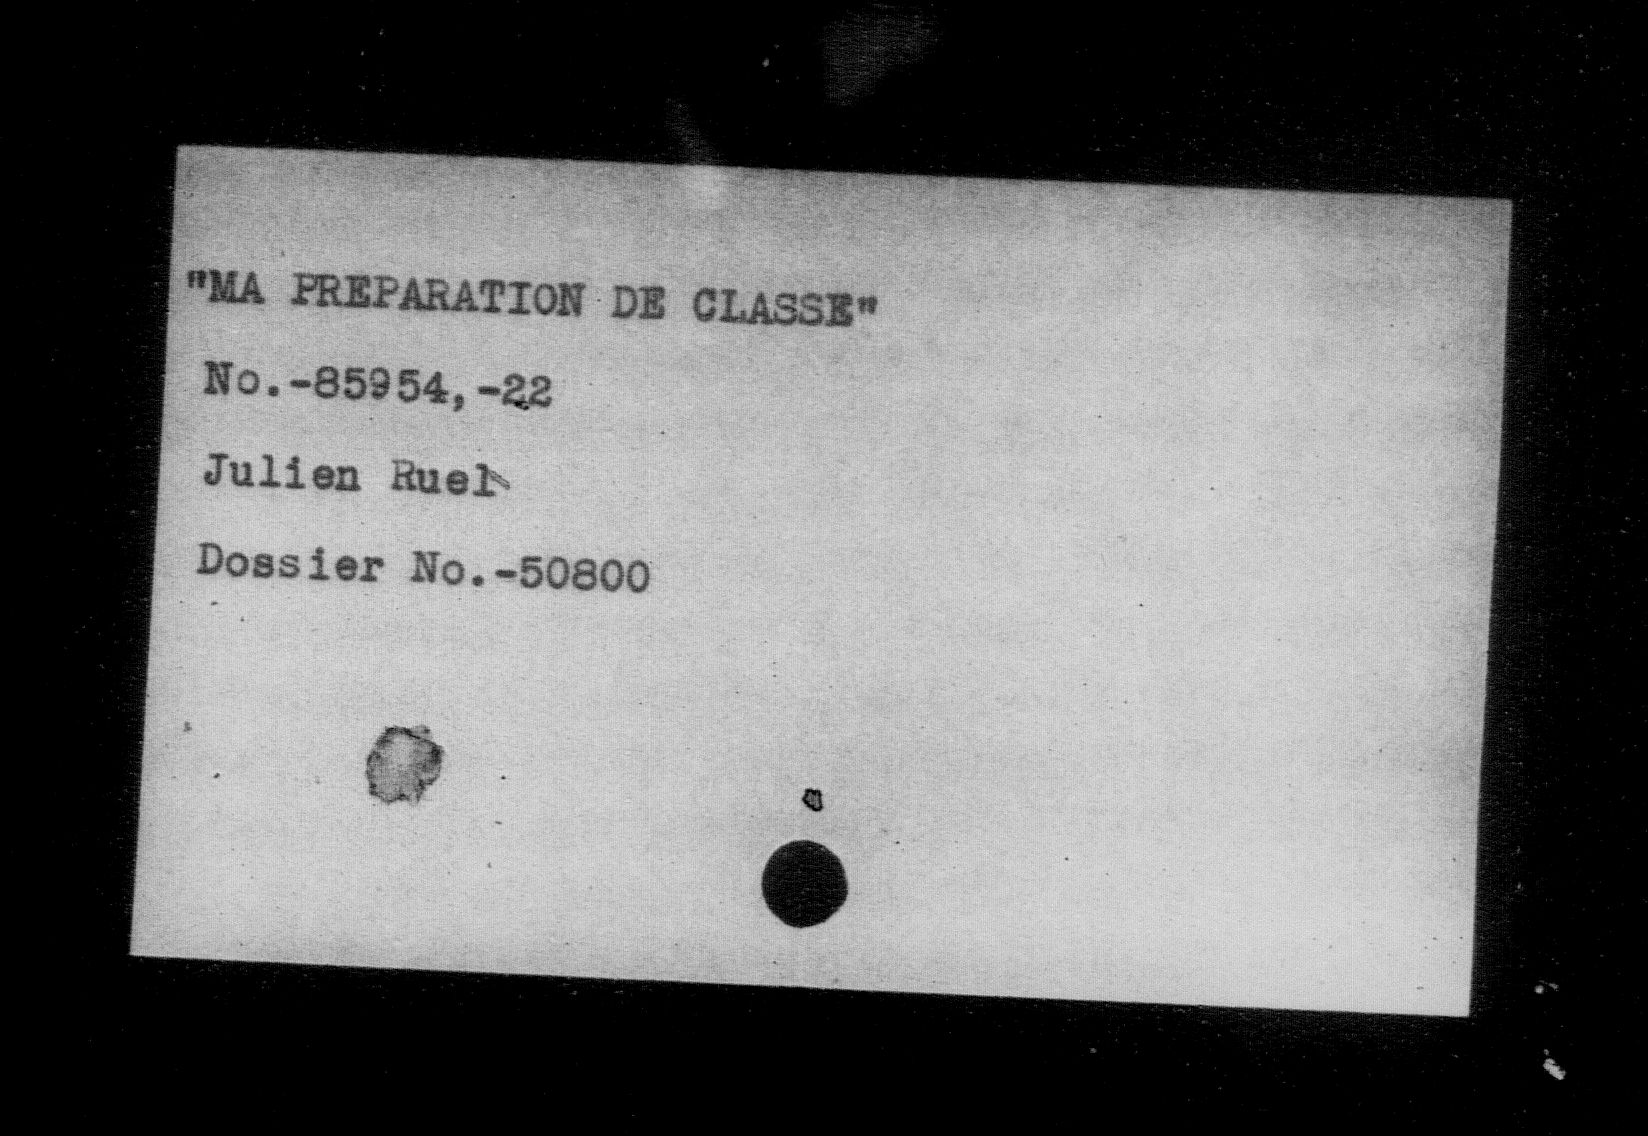 "MA PREPARATION DE CLASSE"
No.-85954,-22
Julien Ruel
Dossier No.-50800